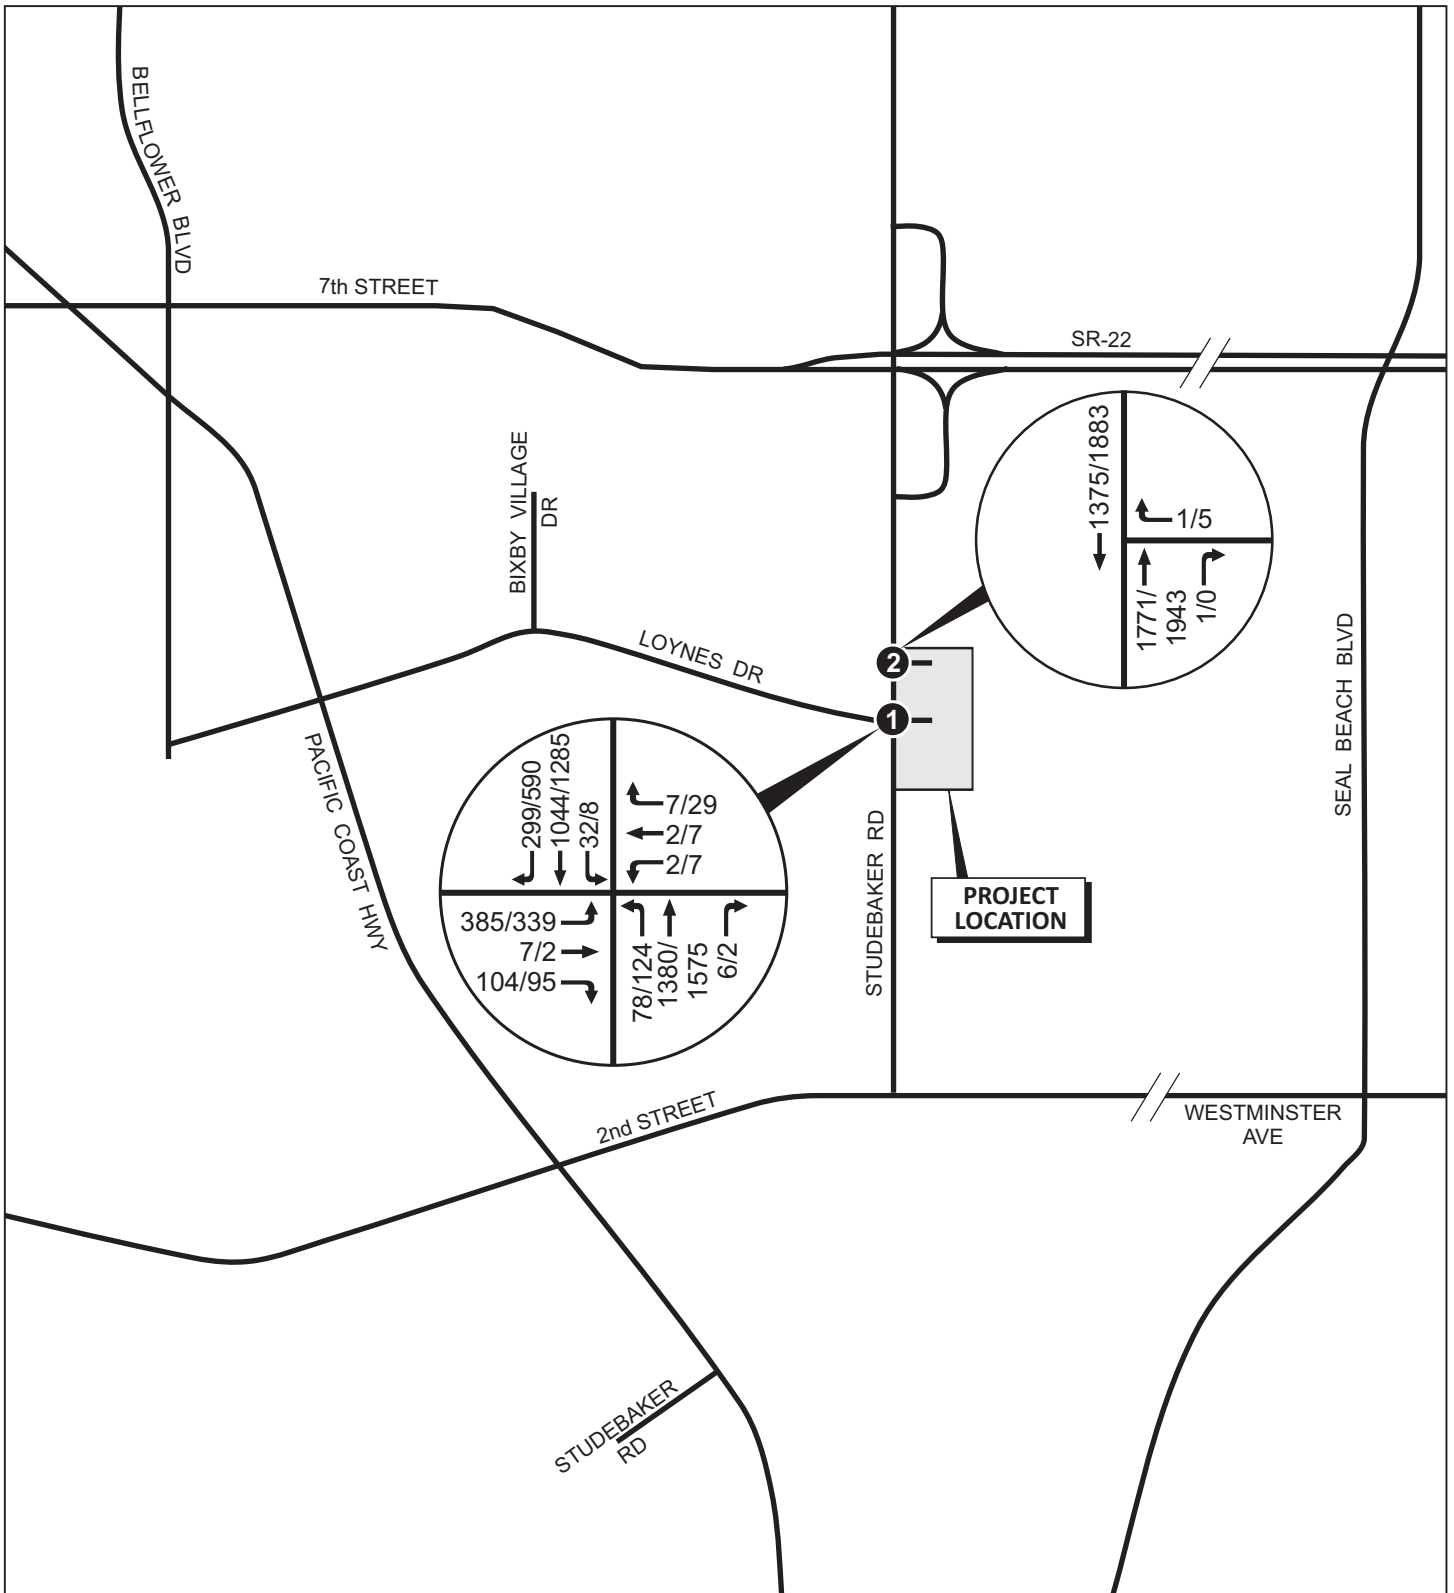 BELLFLOWER BLVD
7th STREET
SR-22
BIXBY VILLAGE
DR
LOYNES DR
1375/1883
1/5
1771/
1943
1/0
2
1
SEAL BEACH BLVD
PACIFIC COAST HWY
299/590
1044/1285
32/8
7/29
2/7
2/7
385/339
7/2
104/95
78/124
1380/
1575
6/2
STUDEBAKER RD
PROJECT
LOCATION
2nd STREET
WESTMINSTER
AVE
STUDEBAKER
RD